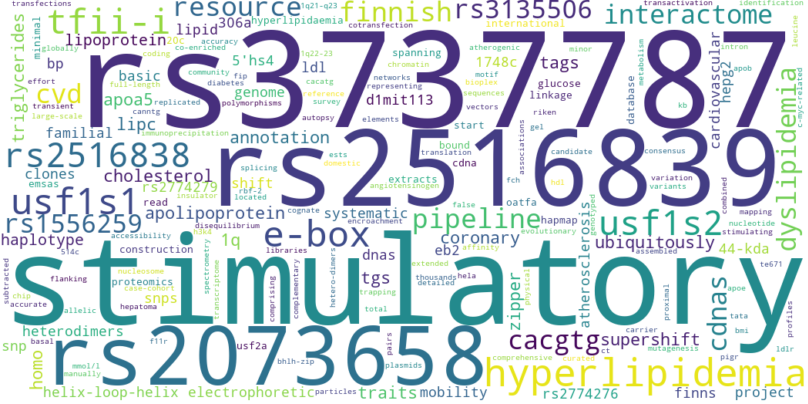 tfii-i resource finnish rs3135506 interactome
rs3737787
triglycerides minimal lipoprotein bp lipid 306a hyperlipidaemia 1q21-q23
transfections globally coding 20c co-enriched accuracy cacatg 1q22-23 5'hs4 spanning international transactivation identification
cvd basic community fip ldl chromatin 1748c motif minor intron leucine
apoa5 diabetes reference atherogenic bioplex tags apob metabolism
full-length polymorphisms genome networks representing d1mit113 glucose sequences database cardiovascular hepg2 kb c-myc-related
effort transient replicated survey autopsy elements vectors linkage riken
large-scale lipc immunoprecipitation
familial annotation start gel
rs2516839
rs2516838 splicing ests false translation bound cdna candidate associations consensus variation variants dyslipidemia
clones cholesterol domestic
emsas rs2774279 shift extracts fch hdl combined
usf1s1 insulator read located rbf-2 cognate angiotensinogen oatfa encroachment evolutionary genotyped mapping
rs1556259 apolipoprotein systematic pipeline usf1s2 nucleotide stimulating
haplotype disequilibrium e-box hapmap atherosclerosis
accessibility h3k4 1q dnas coronary ubiquitously
construction 5l4c eb2 affinity 44-kda assembled
stimulatory
subtracted flanking proteomics nucleosome case-cohort spectrometry transcriptome libraries comprising complementary hetero-dimers tgs trapping extended thousands detailed hela physical zipper cdnas te671
accurate chip snps hepatoma total profiles
allelic apoe proximal
heterodimers cacgtg supershift tata
rs2073658
snp homo basal f11r pairs bhlh-zip carrier bmi ldlr
mmol/l usf2a cotransfection plasmids comprehensive curated ct pigr mutagenesis
manually hyperlipidemia
helix-loop-helix electrophoretic particles traits mobility rs2774276 finns project